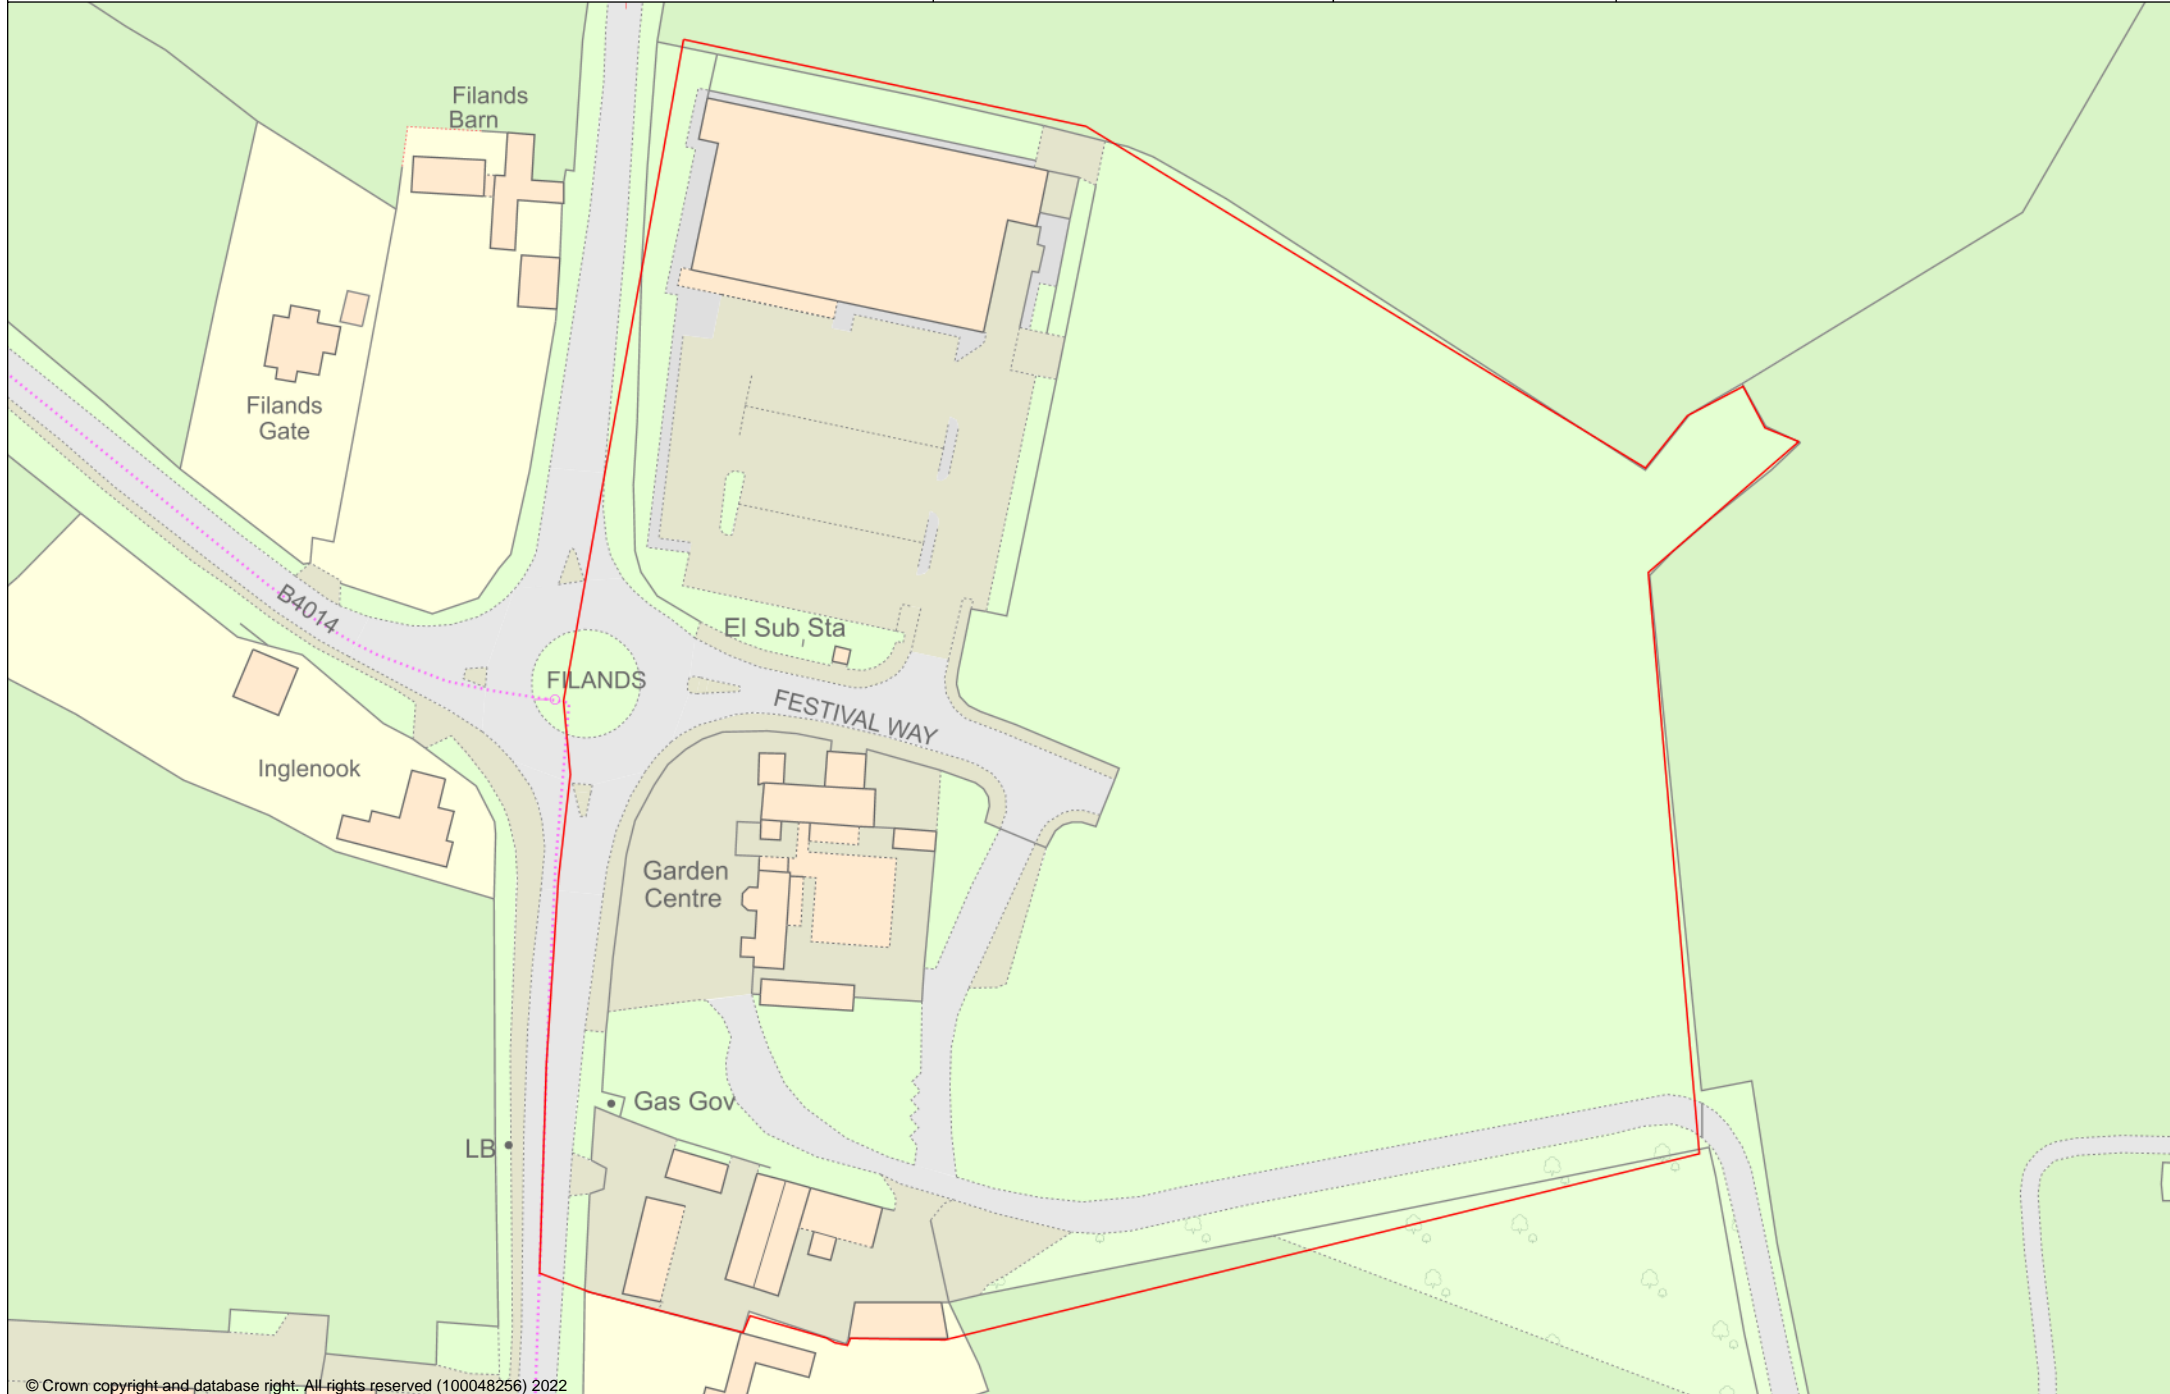 Filands
Barn
Filands
Gate
B4014
El Sub Sta
FILANDS
FESTIVAL WAY
Inglenook
Garden
Centre
Gas Gov
LB
© Crown copyright and database right. All rights reserved (100048256) 2022